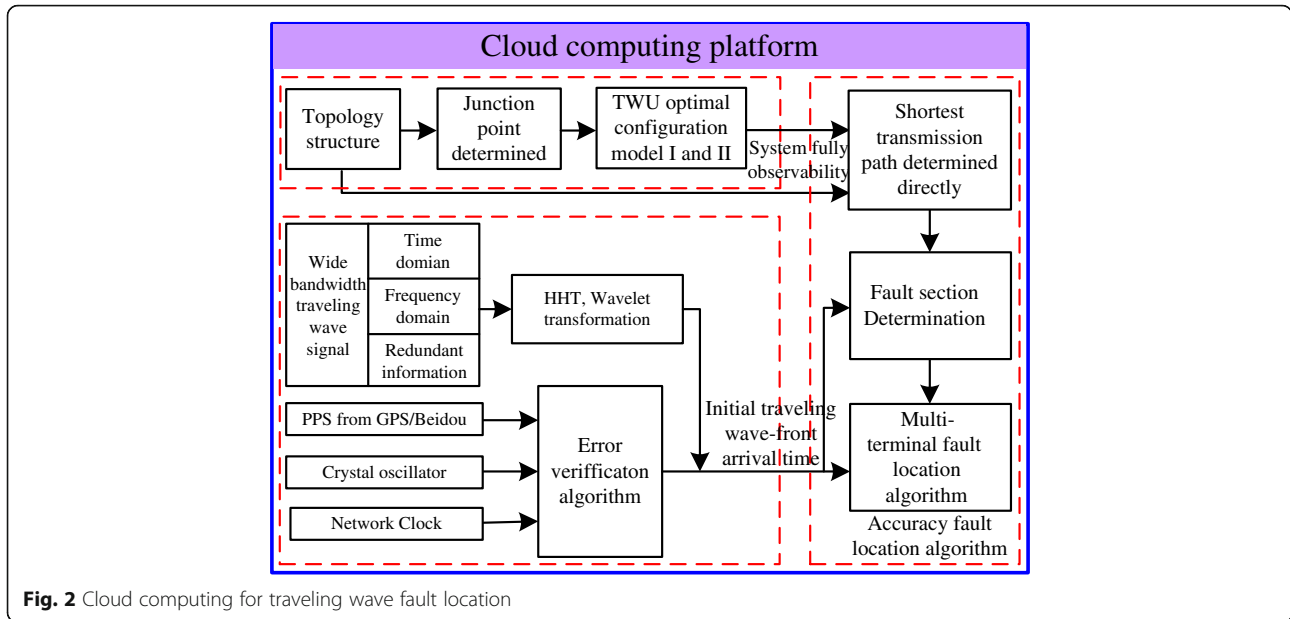 Cloud computing platform
Topology
structure
Junction
point
determined
TWU optimal
configuration
model I and II
System fully
observability
Shortest
transmission
path determined
directly
Wide
bandwidth
traveling
wave
signal
Time
domian
Frequency
domain
Redundant
information
HHT, Wavelet
transformation
Fault section
Determination
PPS from GPS/Beidou
Crystal oscillator
Network Clock
Error
verifficaton
algorithm
Initial traveling
wave-front
arrival time
Multi-
terminal fault
location
algorithm
Accuracy fault
location algorithm
Fig. 2 Cloud computing for traveling wave fault location